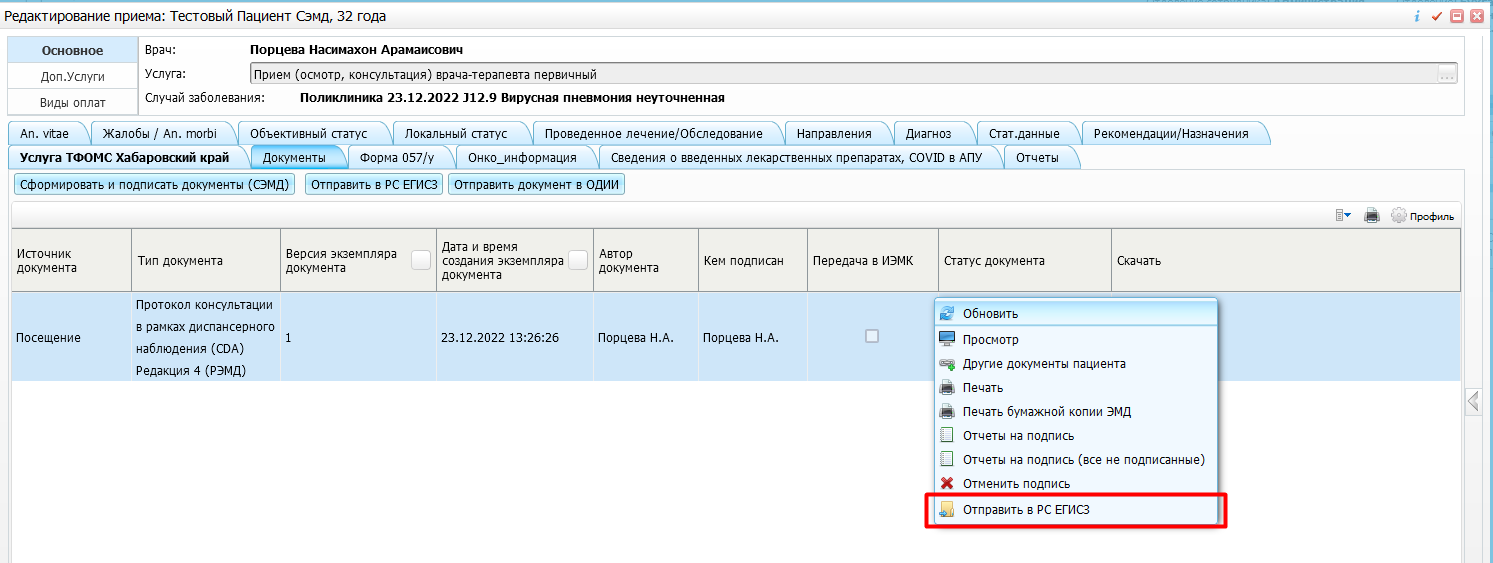 Редактирование приема: Тестовый Пациент Сэмд, 32 года
Основное
Доп.Услуги
Виды оплат
Врач: Порцева Насимахон Арамаисович
Услуга: Прием (осмотр, консультация) врача-терапевта первичный ...
Случай заболевания: Поликлиника 23.12.2022 J12.9 Вирусная пневмония неуточненная
An. vitae Жалобы / An. morbi Объективный статус Локальный статус Проведенное лечение/Обследование Направления Диагноз Стат.данные Рекомендации/Назначения
Услуга ТФОМС Хабаровский край Документы Форма 057/у Онко_информация Сведения о введенных лекарственных препаратах, COVID в АПУ Отчеты
Сформировать и подписать документы (СЭМД) Отправить в РС ЕГИСЗ Отправить документ в ОДИИ
Профиль
Источник
документа
Тип документа
Версия экземпляра
документа
Дата и время
создания экземпляра
документа
Автор
документа
Кем подписан
Передача в ИЭМК
Статус документа
Скачать
Посещение
Протокол консультации
в рамках диспансерного
наблюдения (CDA)
Редакция 4 (РЭМД)
1
23.12.2022 13:26:26
Порцева Н.А.
Порцева Н.А.
Обновить
Просмотр
Другие документы пациента
Печать
Печать бумажной копии ЭМД
Отчеты на подпись
Отчеты на подпись (все не подписанные)
Отменить подпись
Отправить в РС ЕГИСЗ